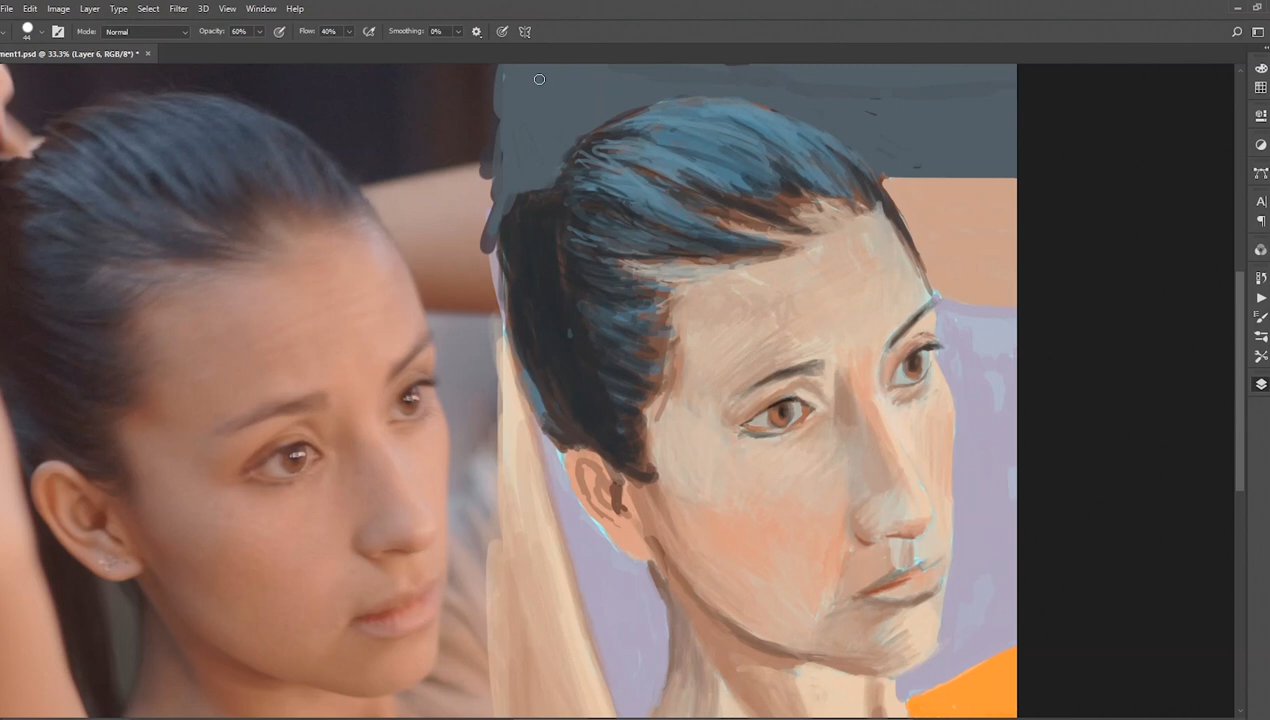 File Edit Image Layer Type Select Filter 3D View Window Help
44 Mode: Normal Opacity: 60% Flow: 40% Smoothing: 0%
ment1.psd @ 33.3% (Layer 6, RGB/8*) * ×